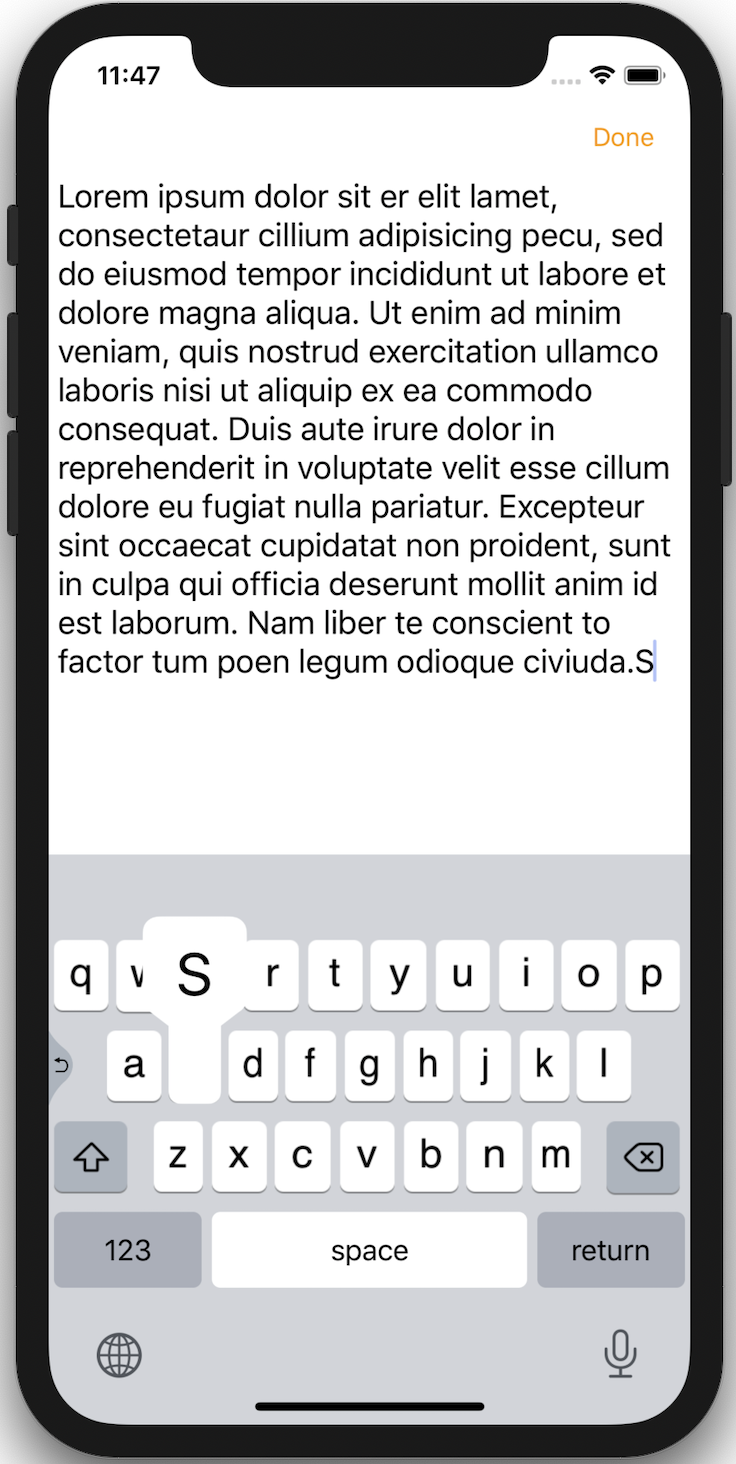 11:47
Done
Lorem ipsum dolor sit er elit lamet,
consectetaur cillium adipisicing pecu, sed
do eiusmod tempor incididunt ut labore et
dolore magna aliqua. Ut enim ad minim
veniam, quis nostrud exercitation ullamco
laboris nisi ut aliquip ex ea commodo
consequat. Duis aute irure dolor in
reprehenderit in voluptate velit esse cillum
dolore eu fugiat nulla pariatur. Excepteur
sint occaecat cupidatat non proident, sunt
in culpa qui officia deserunt mollit anim id
est laborum. Nam liber te conscient to
factor tum poen legum odioque civiuda.S
q w S r t y u i o p
a d f g h j k l
z x c v b n m
123 space return